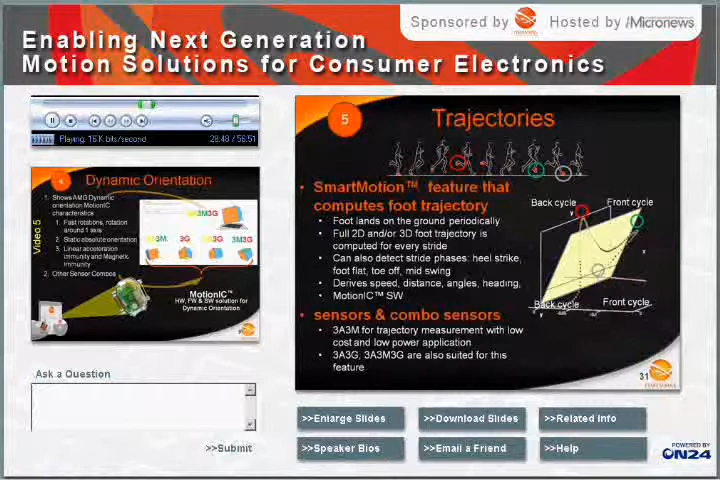 Sponsored by Hosted by iMicronews
Enabling Next Generation
Motion Solutions for Consumer Electronics
Playing: 16 K bits/second 28:48 / 56:51
4 Dynamic Orientation
1. Shows AMG Dynamic
orientation MotionIC
characteristics
1. Fast rotations, rotation
around 1 axis
2. Static absolute orientation
3. Linear acceleration
immunity and Magnetic
Immunity
2. Other Sensor Combos
Video 5
3M3G
3M 3G 3G 3M3G
MotionIC™
HW, FW & SW solution for
Dynamic Orientation
5 Trajectories
• SmartMotion™ feature that
computes foot trajectory
• Foot lands on the ground periodically
• Full 2D and/or 3D foot trajectory is
computed for every stride
• Can also detect stride phases: heel strike,
foot flat, toe off, mid swing
• Derives speed, distance, angles, heading,
• MotionIC™ SW
• sensors & combo sensors
• 3A3M for trajectory measurement with low
cost and low power application
• 3A3G, 3A3M3G are also suited for this
feature
Back cycle Front cycle
Back cycle Front cycle
31
Ask a Question
>>Submit
>>Enlarge Slides >>Download Slides >>Related Info
>>Speaker Bios >>Email a Friend >>Help
POWERED BY
ON24